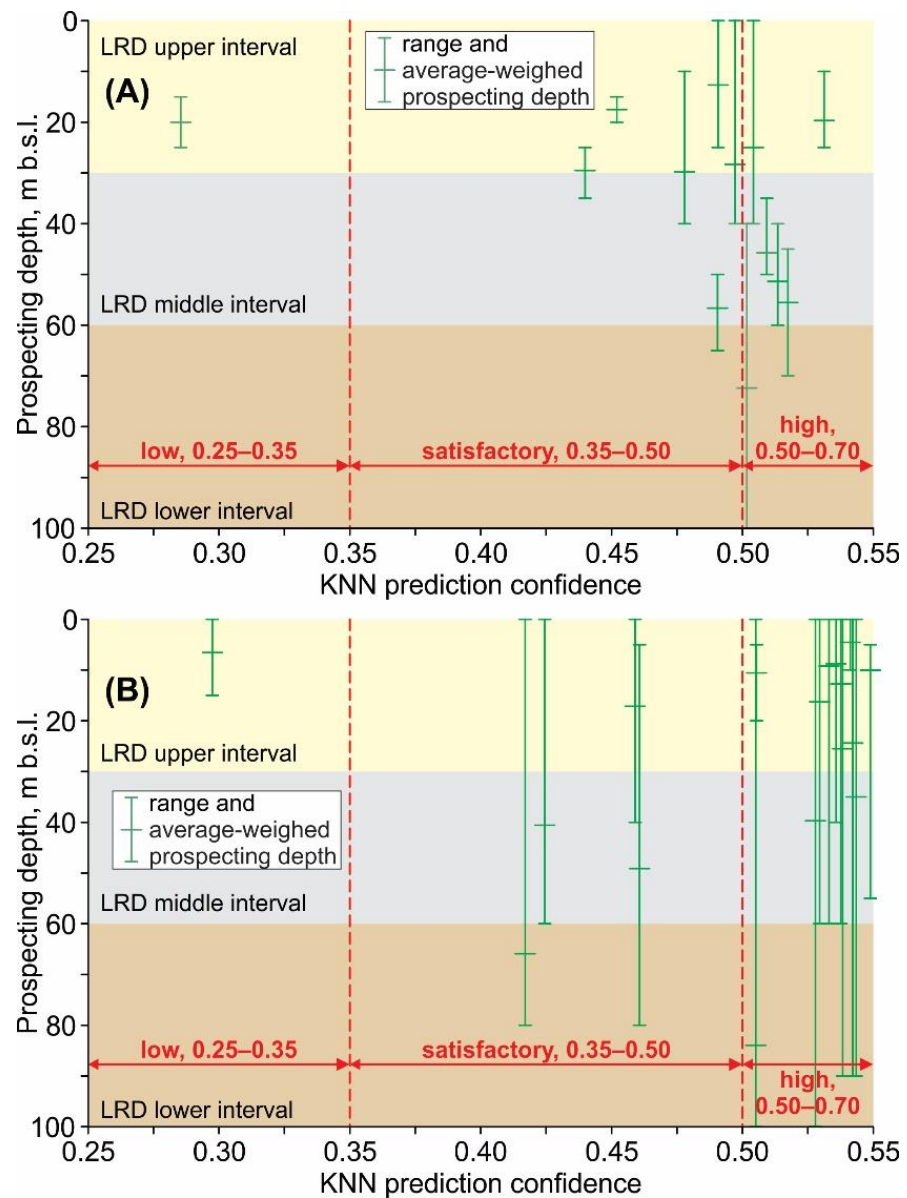 0
LRD upper interval
(A)
range and
average-weighed
prospecting depth
20
40
LRD middle interval
60
80
high,
low, 0.25–0.35
satisfactory, 0.35–0.50
0.50–0.70
LRD lower interval
100
Prospecting depth, m b.s.l.
0.25 0.30 0.35 0.40 0.45 0.50 0.55
KNN prediction confidence
0
(B)
20
LRD upper interval
range and
average-weighed
prospecting depth
40
LRD middle interval
60
80
low, 0.25–0.35
satisfactory, 0.35–0.50
high,
0.50–0.70
LRD lower interval
100
Prospecting depth, m b.s.l.
0.25 0.30 0.35 0.40 0.45 0.50 0.55
KNN prediction confidence